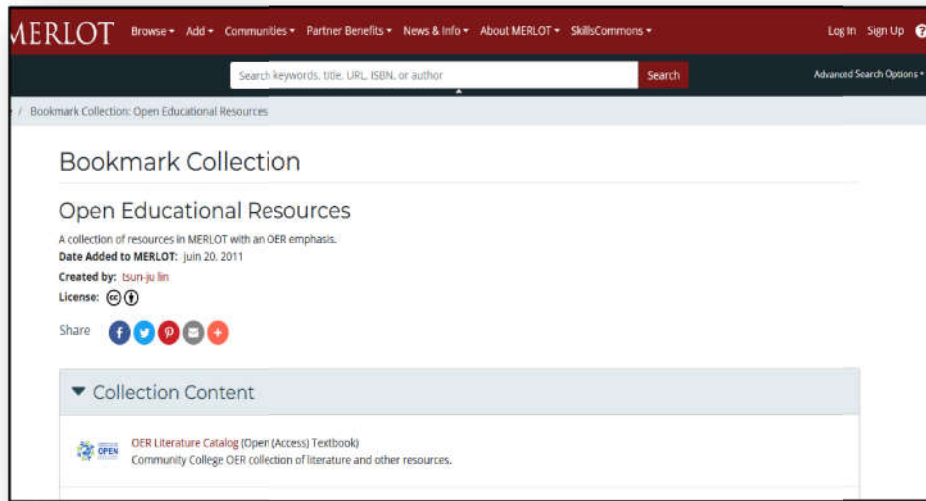 MERLOT Browse Add Communities Partner Benefits News & Info About MERLOT SkillsCommons Log In Sign Up ?
Search keywords, title, URL, ISBN, or author Search Advanced Search Options
/ Bookmark Collection: Open Educational Resources
Bookmark Collection
Open Educational Resources
A collection of resources in MERLOT with an OER emphasis.
Date Added to MERLOT: juin 20, 2011
Created by: tsun-ju lin
License: cc
Share
Collection Content
OPEN OER Literature Catalog (Open (Access) Textbook)
Community College OER collection of literature and other resources.